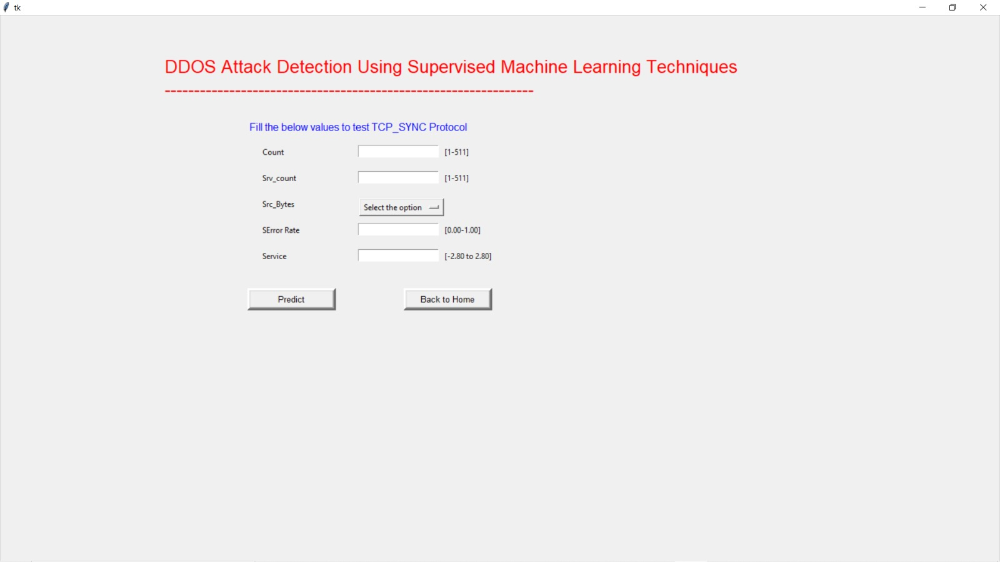 tk
DDOS Attack Detection Using Supervised Machine Learning Techniques
---------------------------------------------------------------
Fill the below values to test TCP_SYNC Protocol
Count [1-511]
Srv_count [1-511]
Src_Bytes Select the option
SError Rate [0.00-1.00]
Service [-2.80 to 2.80]
Predict Back to Home